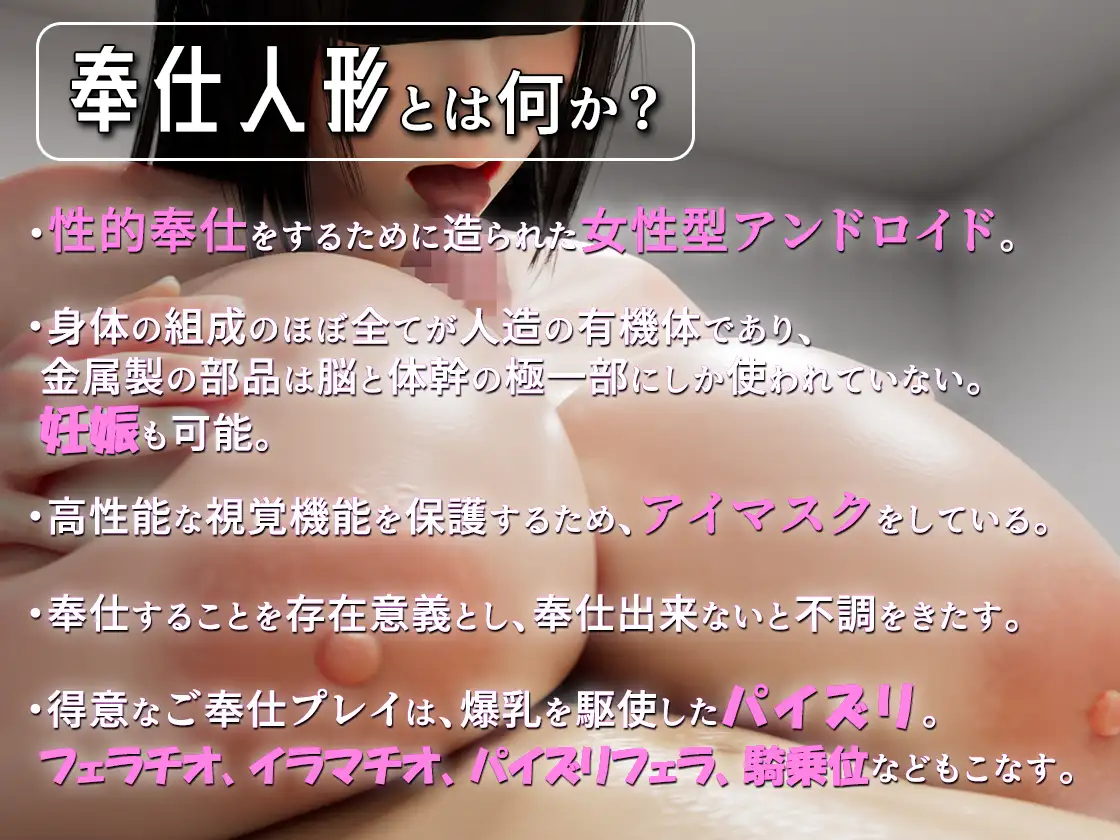 奉仕人形とは何か?
・性的奉仕をするために造られた女性型アンドロイド。
・身体の組成のほぼ全てが人造の有機体であり、
金属製の部品は脳と体幹の極一部にしか使われていない。
妊娠も可能。
・高性能な視覚機能を保護するため、アイマスクをしている。
・奉仕することを存在意義とし、奉仕出来ないと不調をきたす。
・得意なご奉仕プレイは、爆乳を駆使したパイズリ。
フェラチオ、イラマチオ、パイズリフェラ、騎乗位などもこなす。